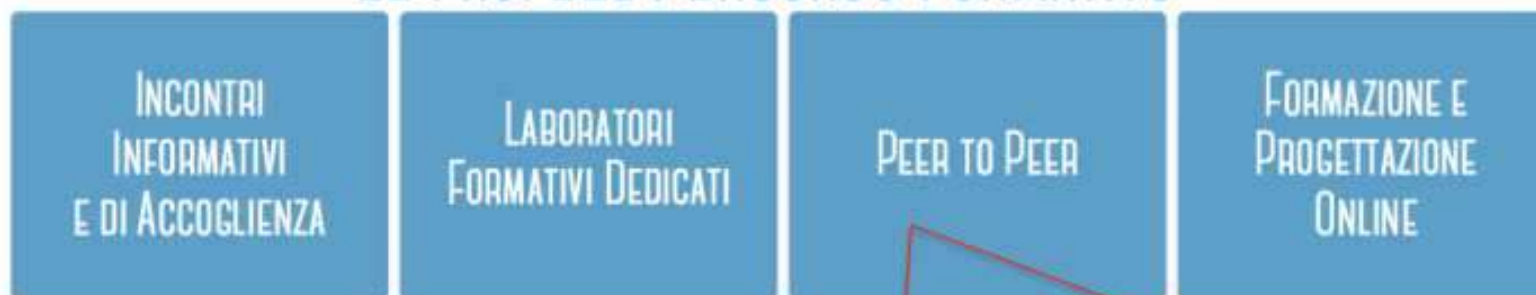 Incontri
Informativi
e di Accoglienza
Laboratori
Formativi Dedicati
Peer to Peer
Formazione e
Progettazione
Online